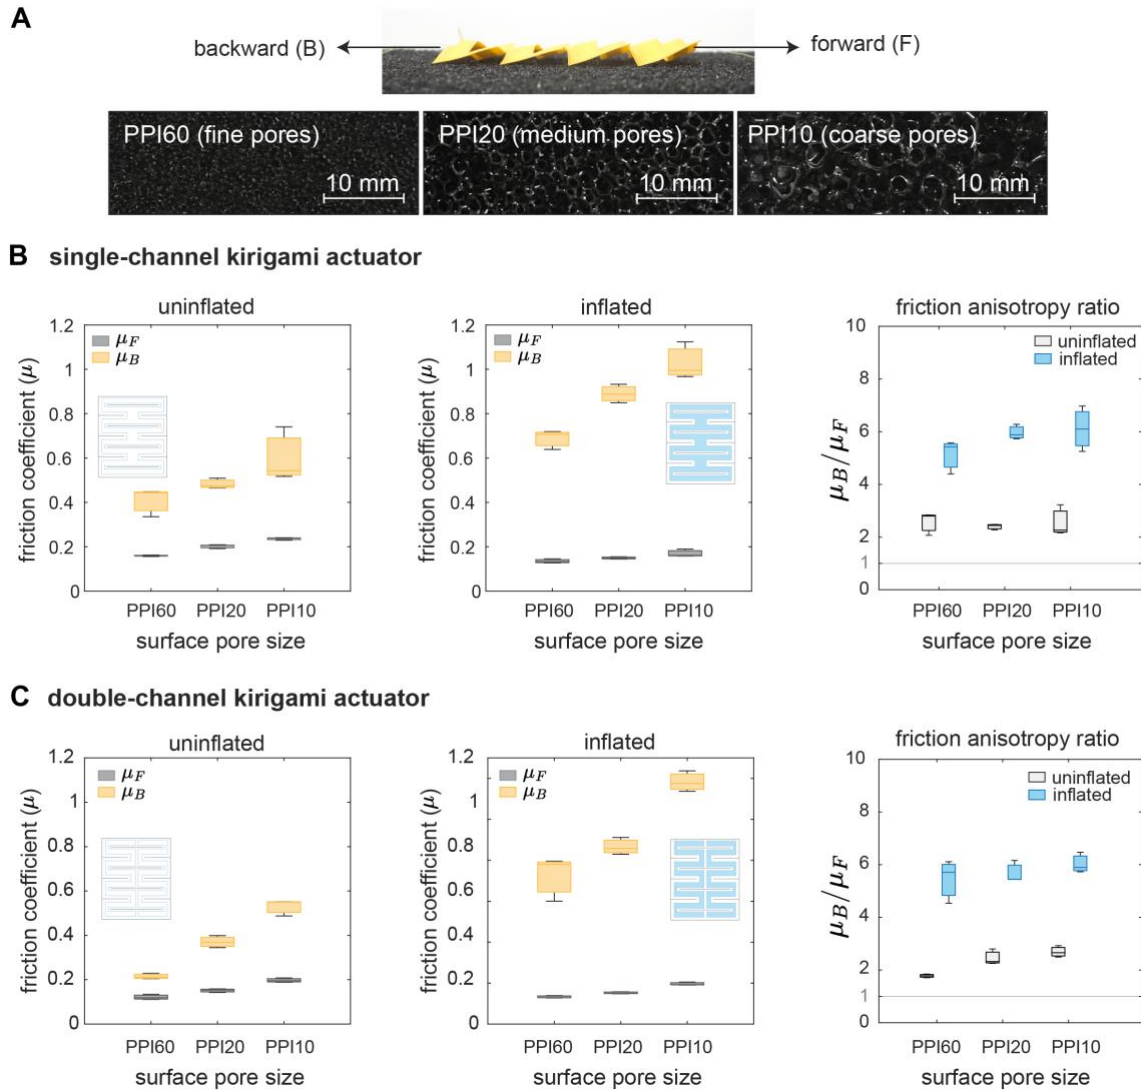 A
backward (B)
forward (F)
PPI60 (fine pores)
PPI20 (medium pores)
PPI10 (coarse pores)
10 mm
10 mm
10 mm
B single-channel kirigami actuator
uninflated
inflated
friction anisotropy ratio
friction coefficient (μ)
1.2
1
0.8
0.6
0.4
0.2
0
μF
μB
PPI60 PPI20 PPI10
surface pore size
friction coefficient (μ)
1.2
1
0.8
0.6
0.4
0.2
0
μF
μB
PPI60 PPI20 PPI10
surface pore size
μB/μF
10
8
6
4
2
1
0
uninflated
inflated
PPI60 PPI20 PPI10
surface pore size
C double-channel kirigami actuator
uninflated
inflated
friction anisotropy ratio
friction coefficient (μ)
1.2
1
0.8
0.6
0.4
0.2
0
μF
μB
PPI60 PPI20 PPI10
surface pore size
friction coefficient (μ)
1.2
1
0.8
0.6
0.4
0.2
0
μF
μB
PPI60 PPI20 PPI10
surface pore size
μB/μF
10
8
6
4
2
1
0
uninflated
inflated
PPI60 PPI20 PPI10
surface pore size